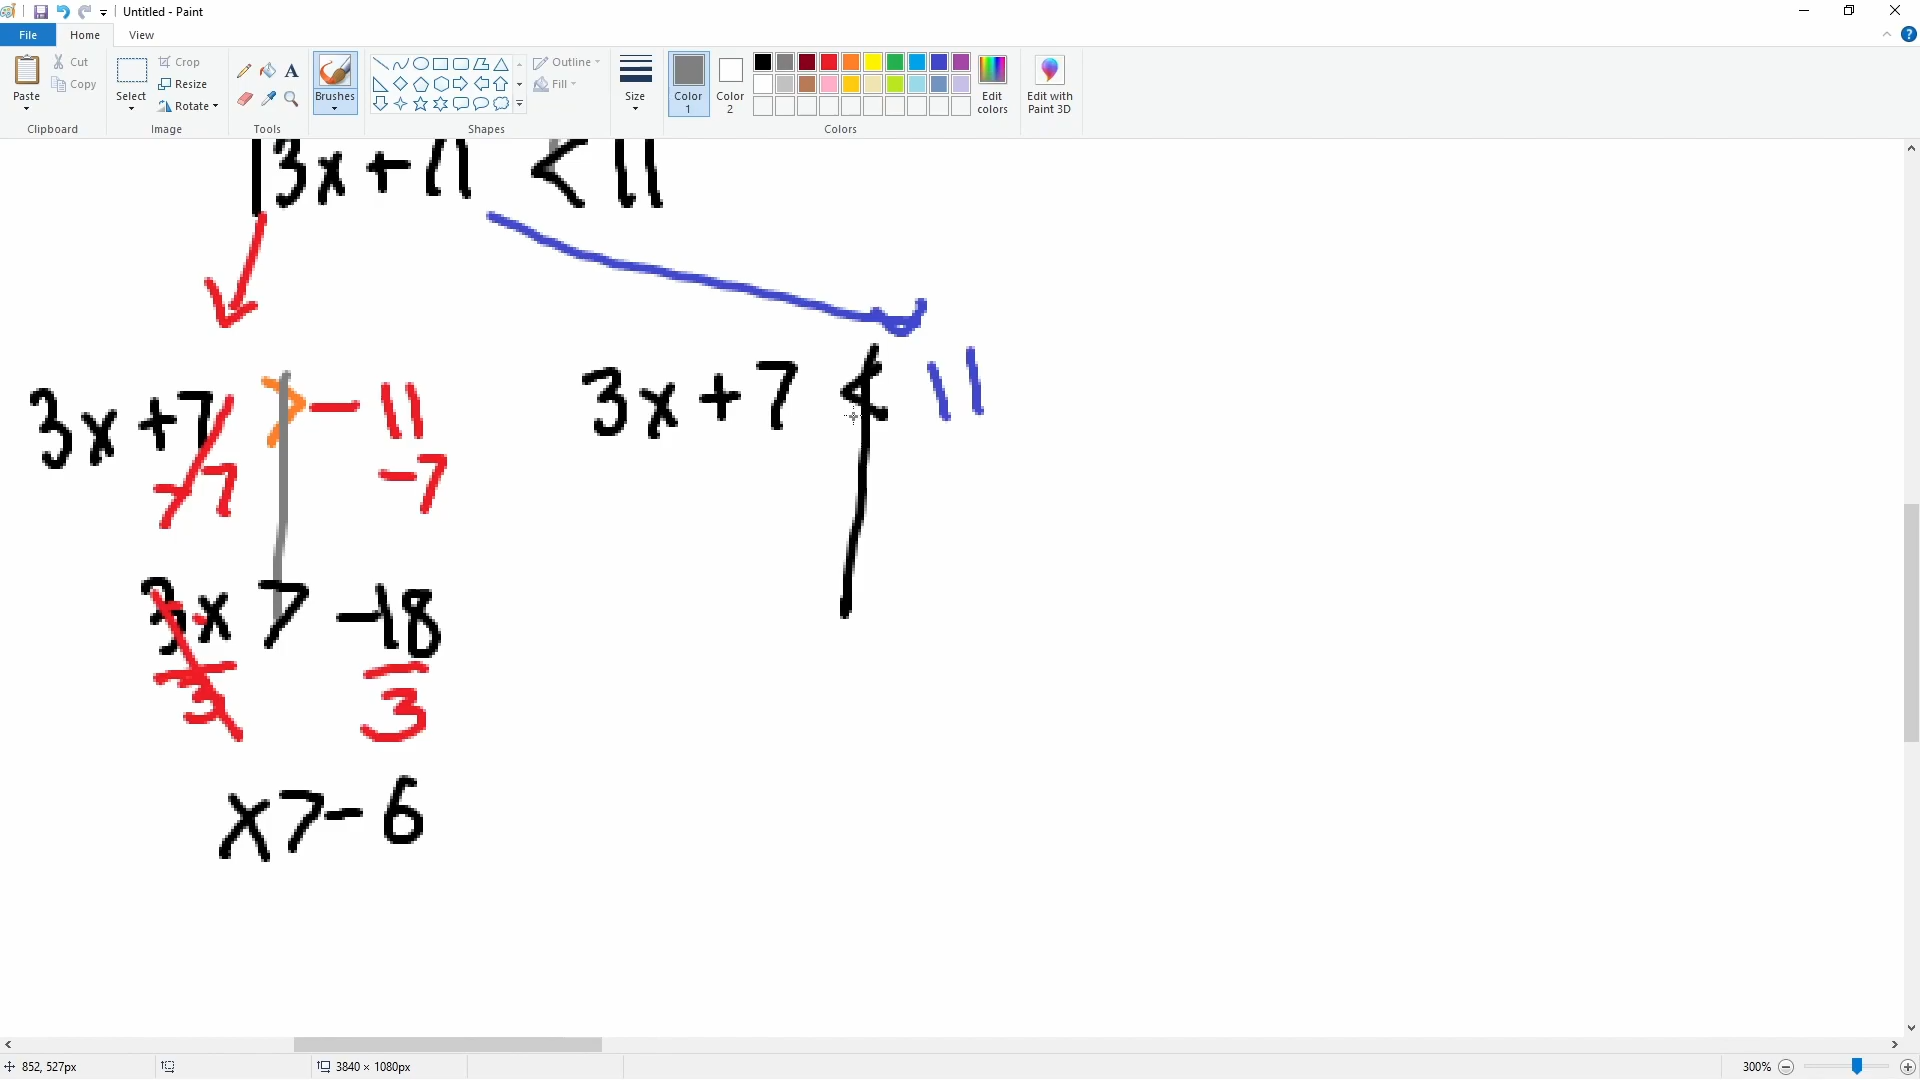 Untitled - Paint
File Home View
Paste
Cut
Copy
Clipboard
Select
Crop
Resize
Rotate
Image
A
Tools
Brushes
Shapes
Outline
Fill
Size
Color 1
Color 2
Colors
Edit colors
Edit with Paint 3D
|3x+7| < 11
3x+7 > -11
-7 -7
3x > -18
3 3
x > -6
3x+7 < 11
852, 527px
3840 × 1080px
300%